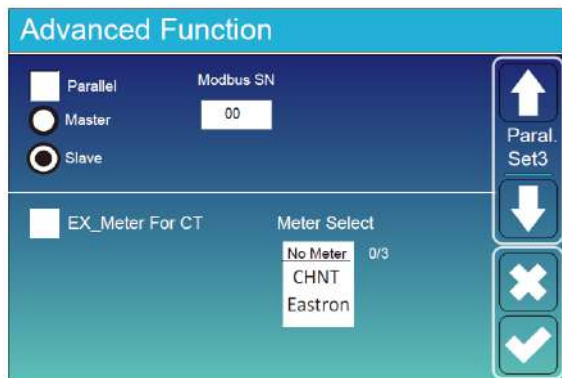 Advanced Function
Parallel
Modbus SN
Master
00
Slave
Paral.
Set3
EX_Meter For CT
Meter Select
No Meter 0/3
CHNT
Eastron